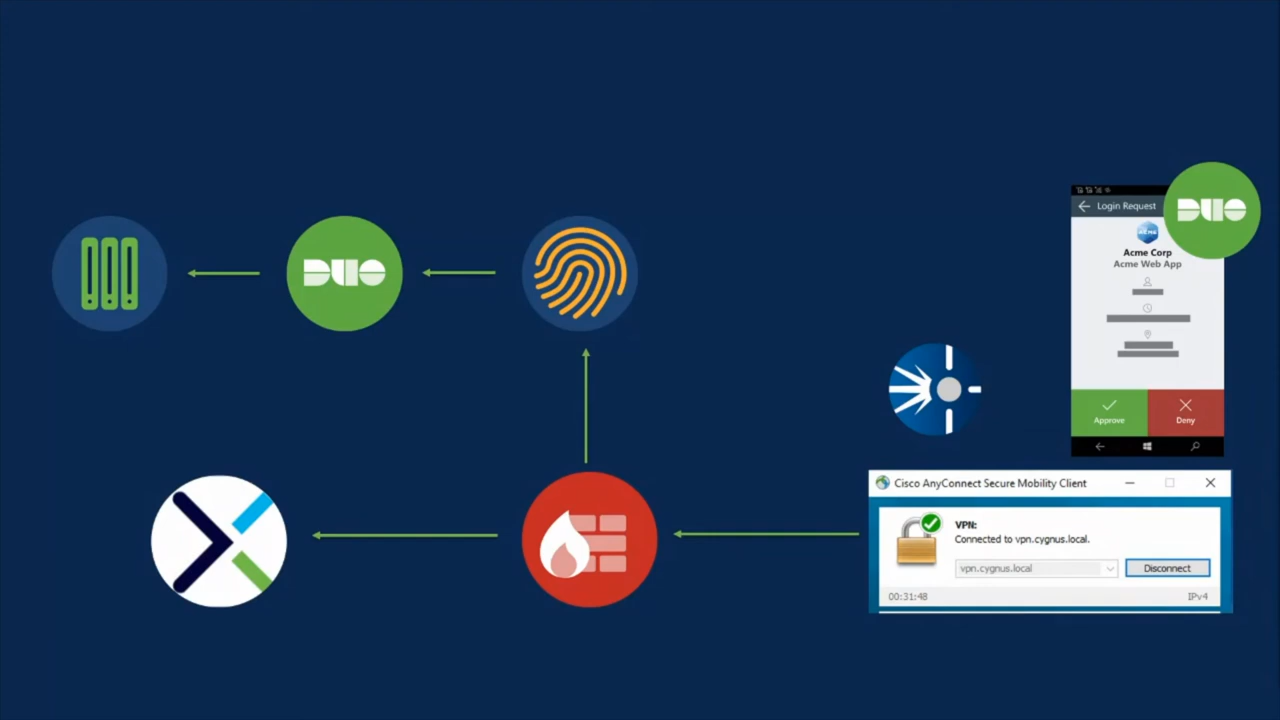 DUO
Login Request
DUO
ACME
Acme Corp
Acme Web App
Approve
Deny
Cisco AnyConnect Secure Mobility Client
VPN:
Connected to vpn.cygnus.local.
vpn.cygnus.local
Disconnect
00:31:48
IPv4